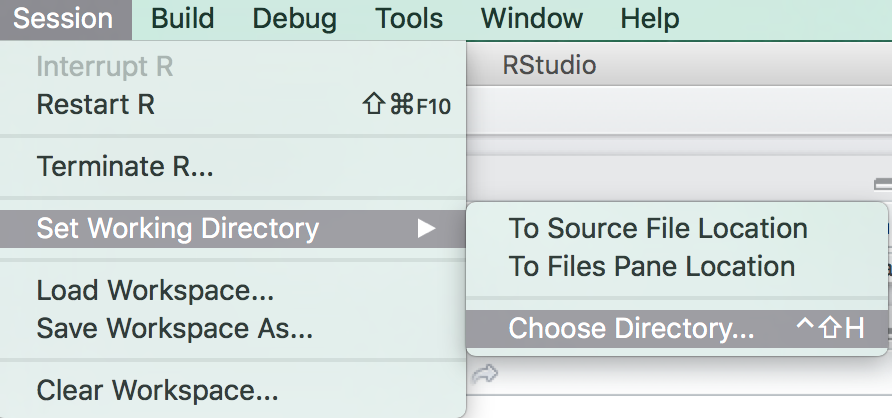 Session Build Debug Tools Window Help
Interrupt R
RStudio
Restart R ⇧⌘F10
Terminate R...
Set Working Directory ▶
To Source File Location
To Files Pane Location
Load Workspace...
Save Workspace As...
Choose Directory... ^⇧H
Clear Workspace...